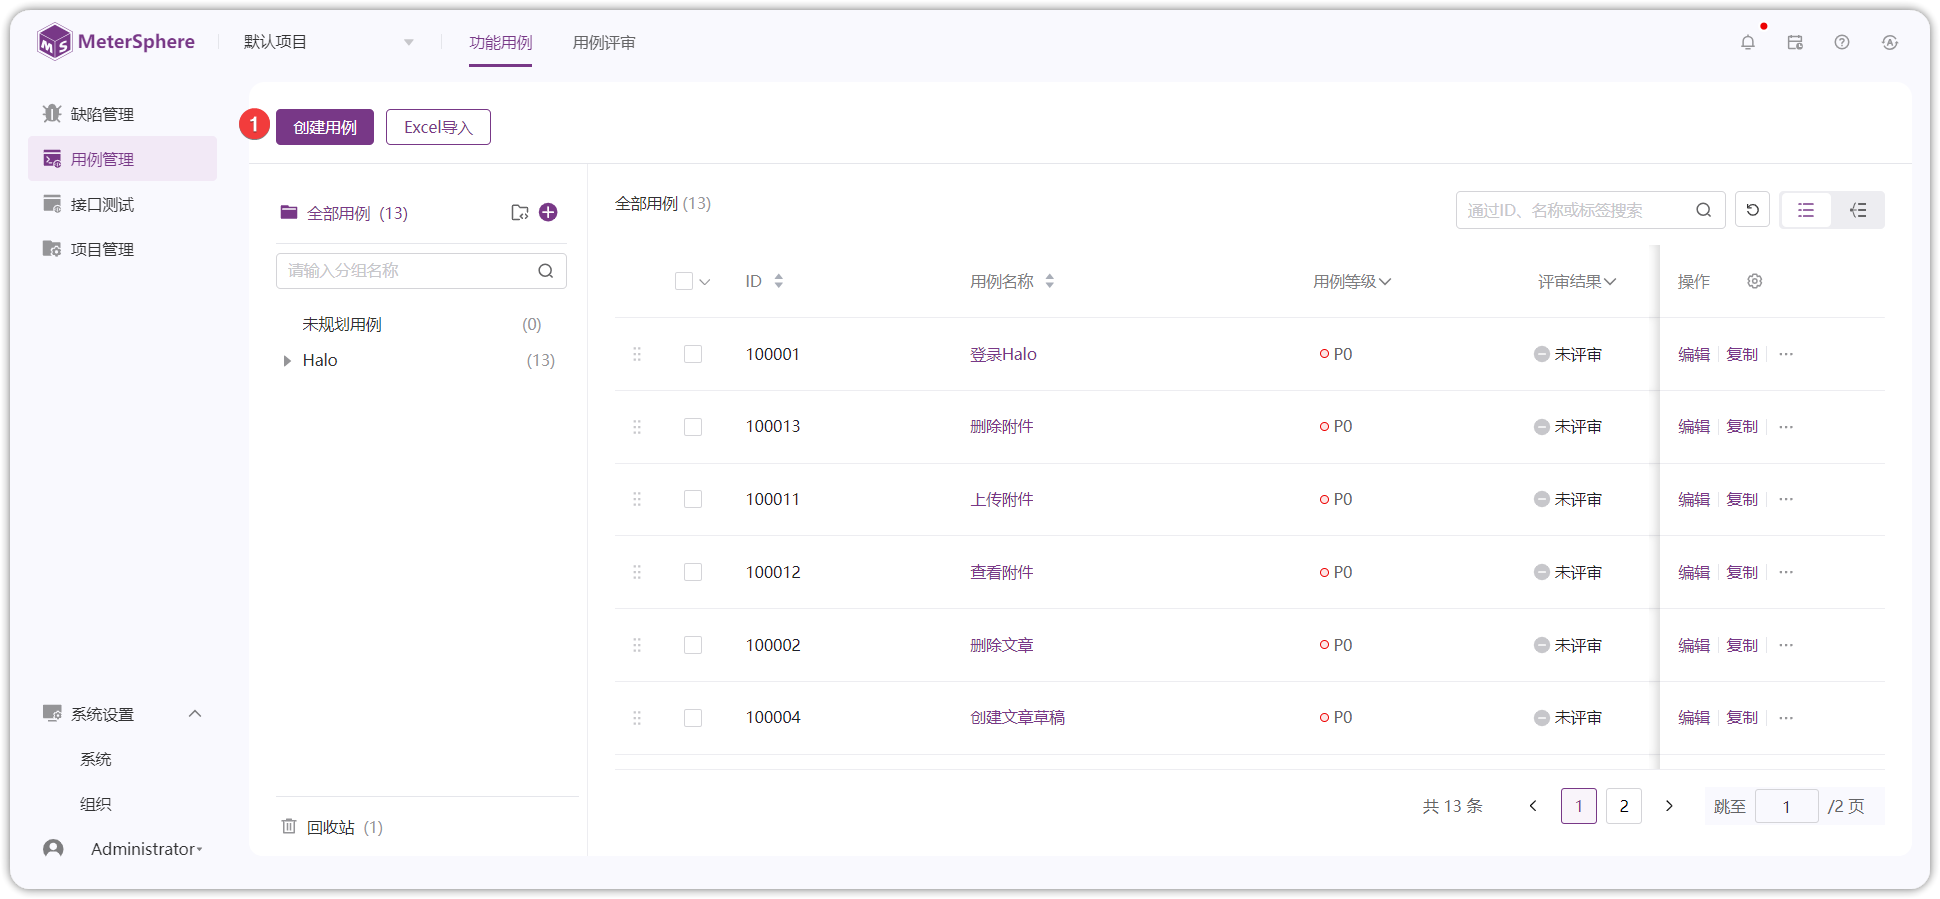 MeterSphere 默认项目 功能用例 用例评审
缺陷管理
用例管理
接口测试
项目管理
系统设置
系统
组织
Administrator
1 创建用例 Excel导入
全部用例 (13)
请输入分组名称
未规划用例 (0)
Halo (13)
回收站 (1)
全部用例 (13) 通过ID、名称或标签搜索
ID 用例名称 用例等级 评审结果 操作
100001 登录Halo P0 未评审 编辑 复制 ···
100013 删除附件 P0 未评审 编辑 复制 ···
100011 上传附件 P0 未评审 编辑 复制 ···
100012 查看附件 P0 未评审 编辑 复制 ···
100002 删除文章 P0 未评审 编辑 复制 ···
100004 创建文章草稿 P0 未评审 编辑 复制 ···
共 13 条 1 2 跳至 1 /2 页